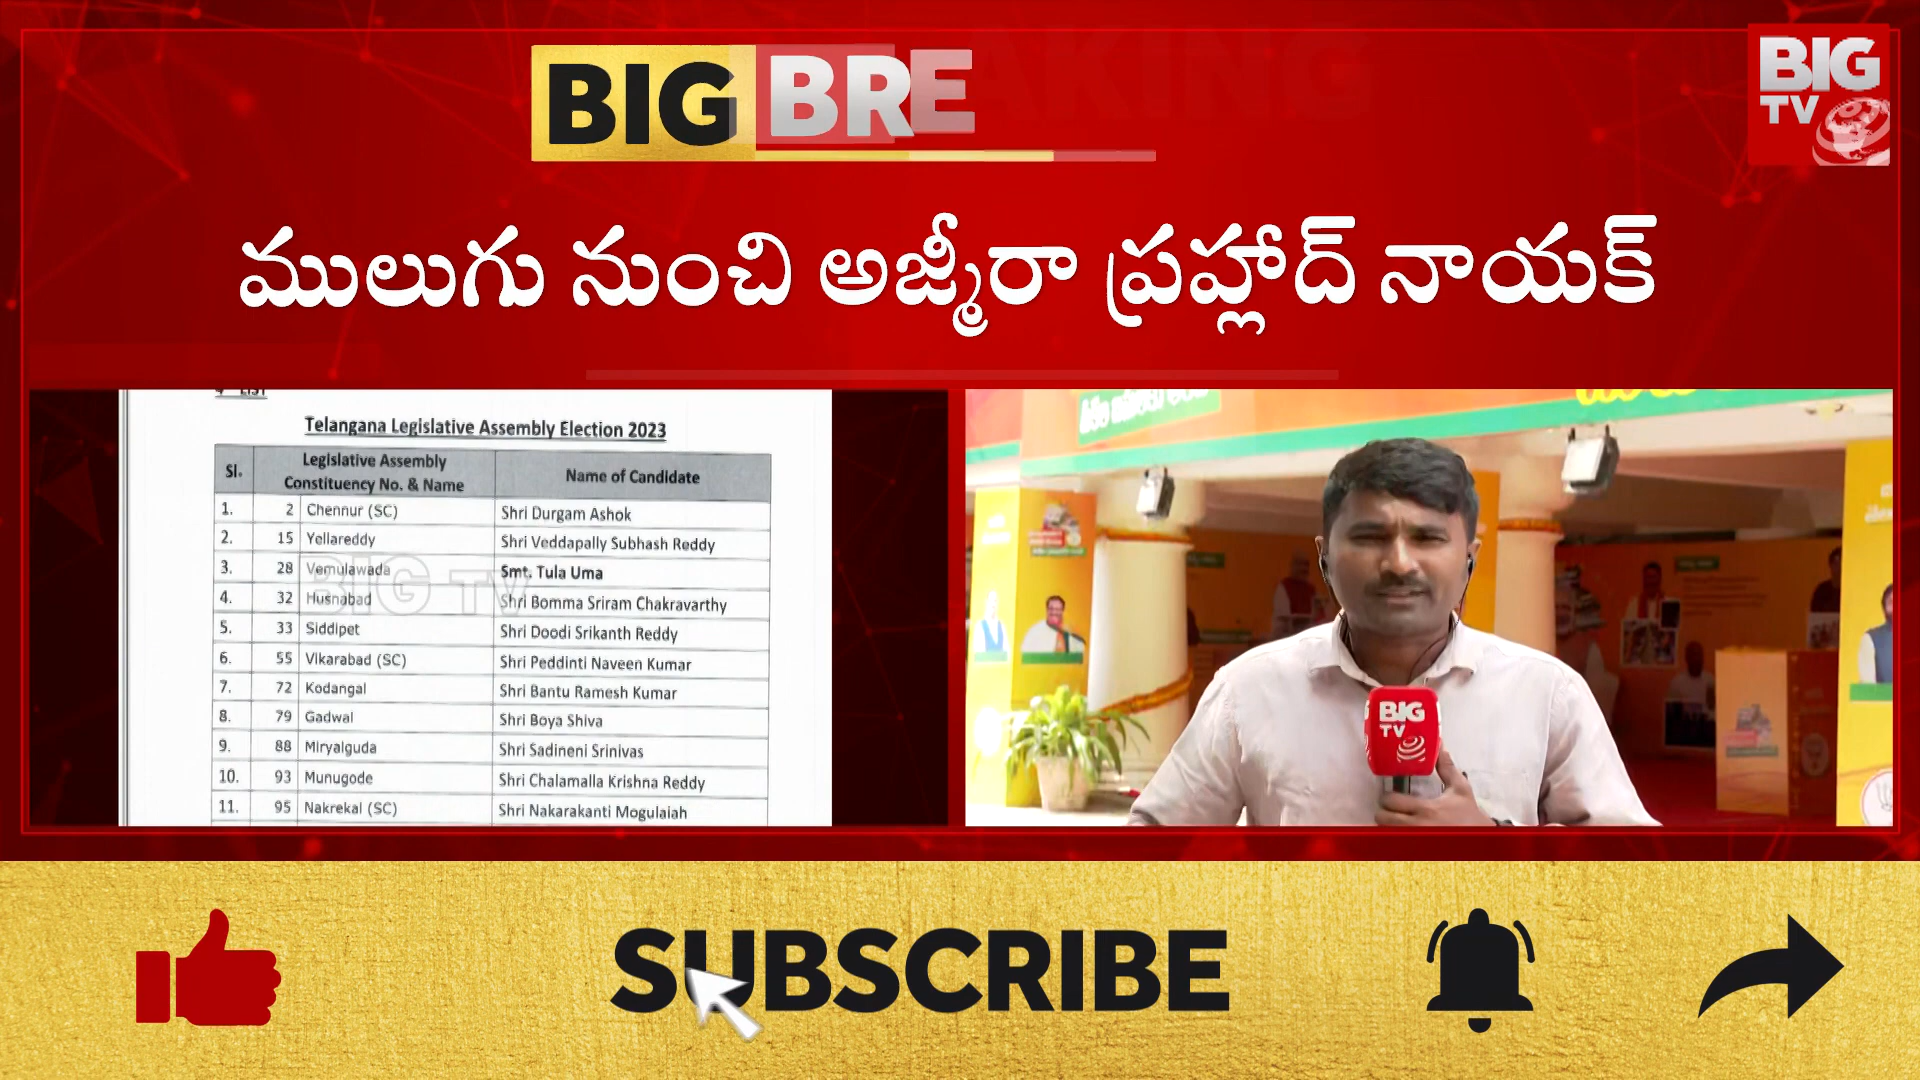 BIG BREAKING
BIG
TV
ములుగు నుంచి అజ్మీరా ప్రహ్లాద్ నాయక్
LIST
Telangana Legislative Assembly Election 2023
Sl. Legislative Assembly Constituency No. & Name Name of Candidate
1. 2 Chennur (SC) Shri Durgam Ashok
2. 15 Yellareddy Shri Veddapally Subhash Reddy
3. 28 Vemulawada Smt. Tula Uma
4. 32 Husnabad Shri Bomma Sriram Chakravarthy
5. 33 Siddipet Shri Doodi Srikanth Reddy
6. 55 Vikarabad (SC) Shri Peddinti Naveen Kumar
7. 72 Kodangal Shri Bantu Ramesh Kumar
8. 79 Gadwal Shri Boya Shiva
9. 88 Miryalguda Shri Sadineni Srinivas
10. 93 Munugode Shri Chalamalla Krishna Reddy
11. 95 Nakrekal (SC) Shri Nakarakanti Mogulaiah
BIG TV
BIG
TV
SUBSCRIBE